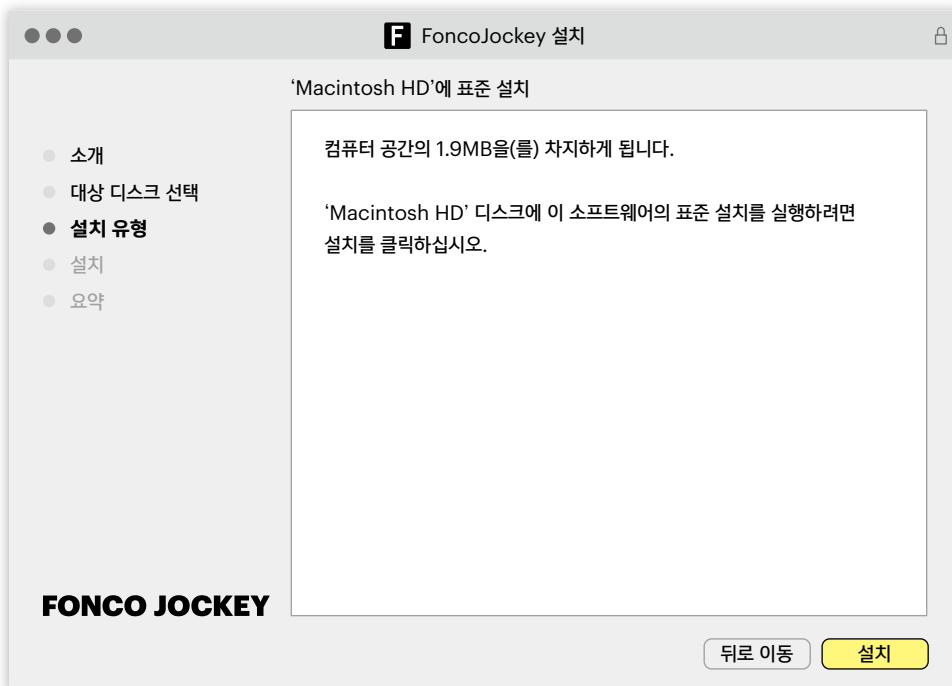 F FoncoJockey 설치
‘Macintosh HD’에 표준 설치
소개
대상 디스크 선택
설치 유형
설치
요약
컴퓨터 공간의 1.9MB을(를) 차지하게 됩니다.
‘Macintosh HD’ 디스크에 이 소프트웨어의 표준 설치를 실행하려면
설치를 클릭하십시오.
FONCO JOCKEY
뒤로 이동
설치